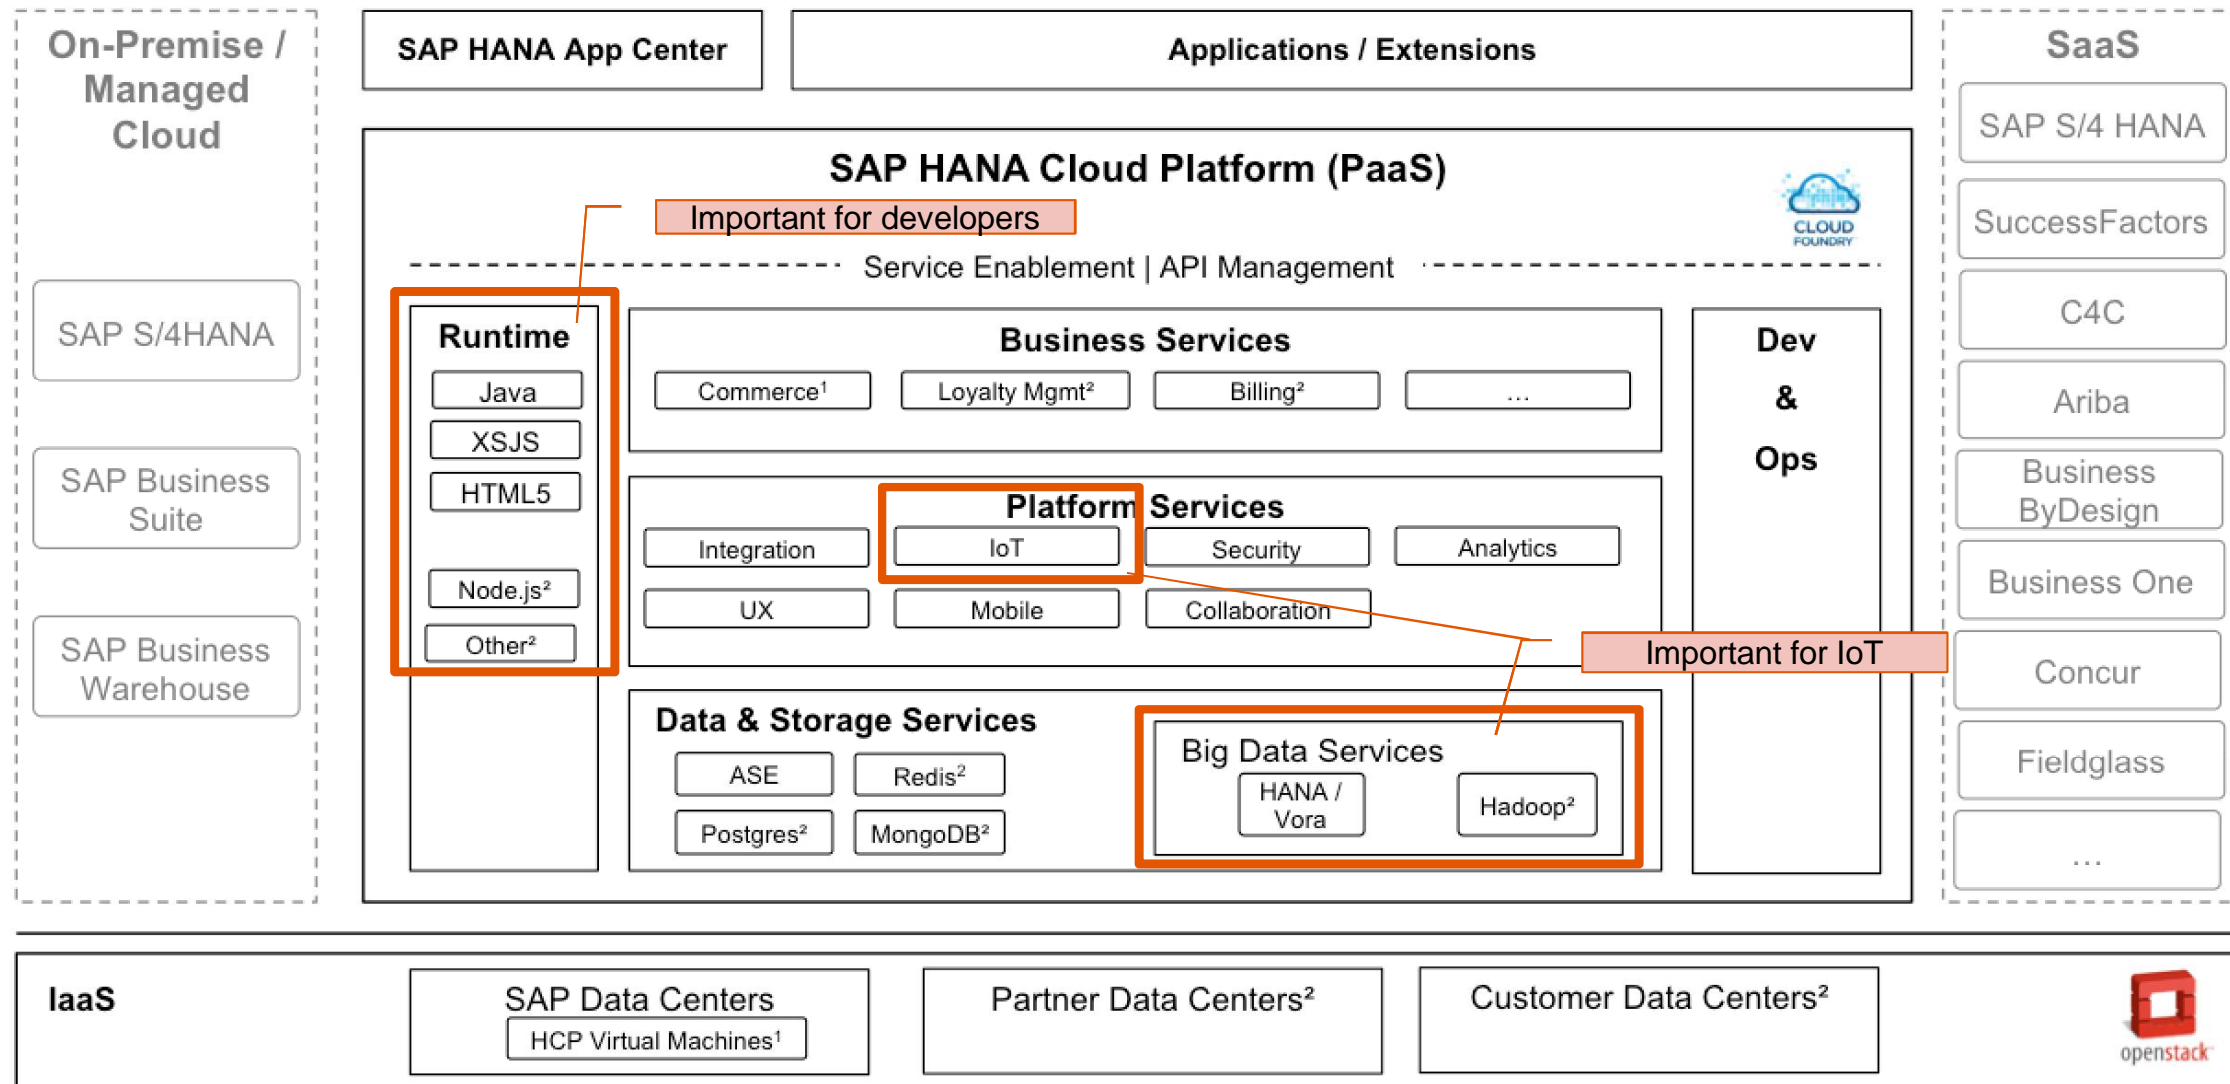 On-Premise /
Managed
Cloud
SAP S/4HANA
SAP Business
Suite
SAP Business
Warehouse
SAP HANA App Center
Applications / Extensions
SAP HANA Cloud Platform (PaaS)
Important for developers
CLOUD
FOUNDRY
Service Enablement | API Management
Runtime
Java
XSJS
HTML5
Node.js²
Other²
Business Services
Commerce¹
Loyalty Mgmt²
Billing²
...
Platform Services
Integration
IoT
Security
Analytics
UX
Mobile
Collaboration
Important for IoT
Data & Storage Services
ASE
Redis²
Postgres²
MongoDB²
Big Data Services
HANA /
Vora
Hadoop²
Dev
&
Ops
SaaS
SAP S/4 HANA
SuccessFactors
C4C
Ariba
Business
ByDesign
Business One
Concur
Fieldglass
...
IaaS
SAP Data Centers
HCP Virtual Machines¹
Partner Data Centers²
Customer Data Centers²
openstack